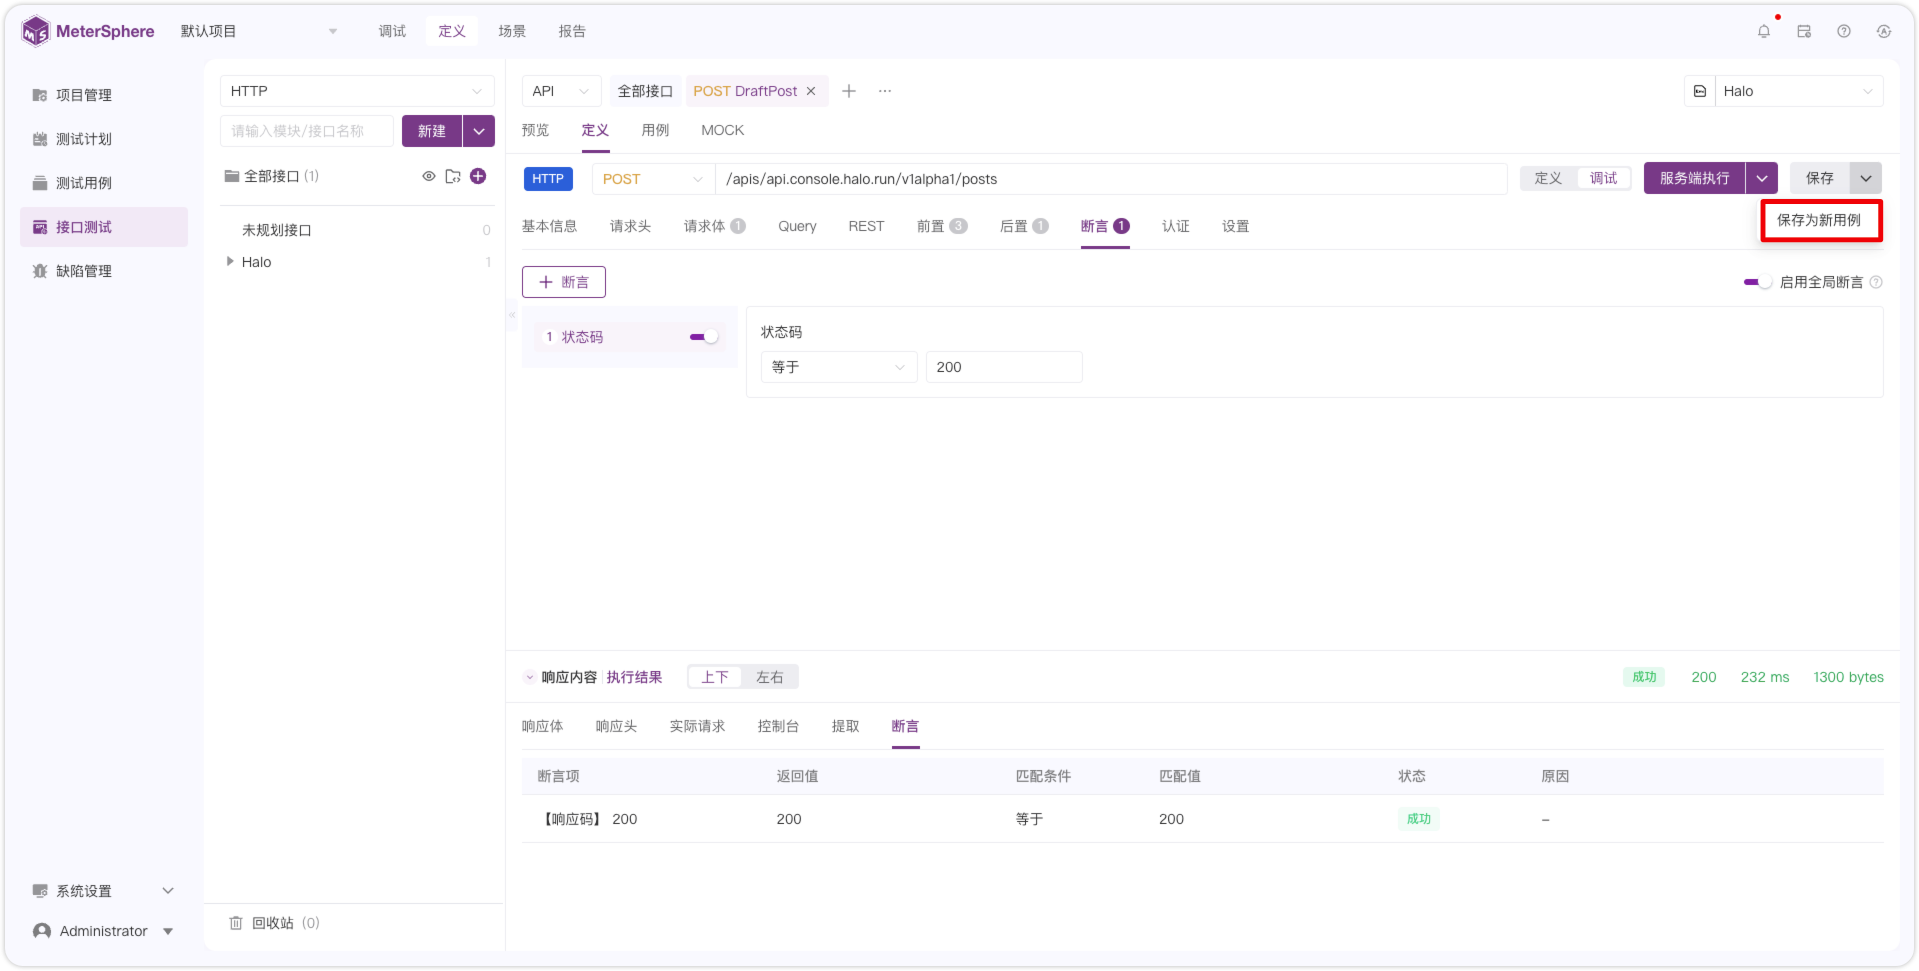 MeterSphere 默认项目 调试 定义 场景 报告
项目管理
测试计划
测试用例
接口测试
缺陷管理
系统设置
Administrator
HTTP
请输入模块/接口名称 新建
全部接口 (1)
未规划接口 0
Halo 1
回收站 (0)
API 全部接口 POST DraftPost Halo
预览 定义 用例 MOCK
HTTP POST /apis/api.console.halo.run/v1alpha1/posts 定义 调试 服务端执行 保存
保存为新用例
基本信息 请求头 请求体 1 Query REST 前置 3 后置 1 断言 1 认证 设置
断言 启用全局断言
1 状态码
状态码
等于 200
响应内容 执行结果 上下 左右 成功 200 232 ms 1300 bytes
响应体 响应头 实际请求 控制台 提取 断言
断言项 返回值 匹配条件 匹配值 状态 原因
【响应码】 200 200 等于 200 成功 –